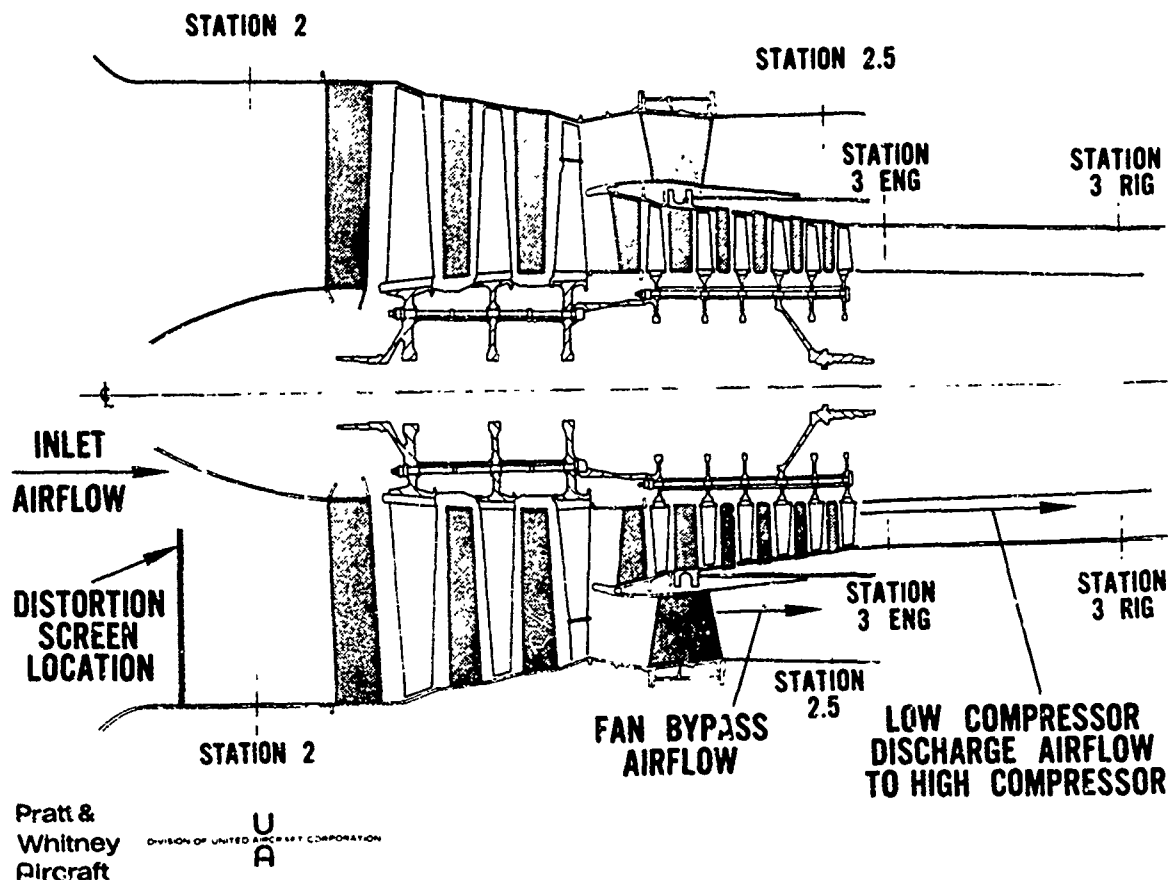 STATION 2
STATION 2.5
STATION
3 ENG
STATION
3 RIG
℄
INLET
AIRFLOW
DISTORTION
SCREEN
LOCATION
STATION 2
STATION
3 ENG
STATION
3 RIG
STATION
2.5
FAN BYPASS
AIRFLOW
LOW COMPRESSOR
DISCHARGE AIRFLOW
TO HIGH COMPRESSOR
Pratt &
Whitney
Aircraft
U
DIVISION OF UNITED AIRCRAFT CORPORATION
A